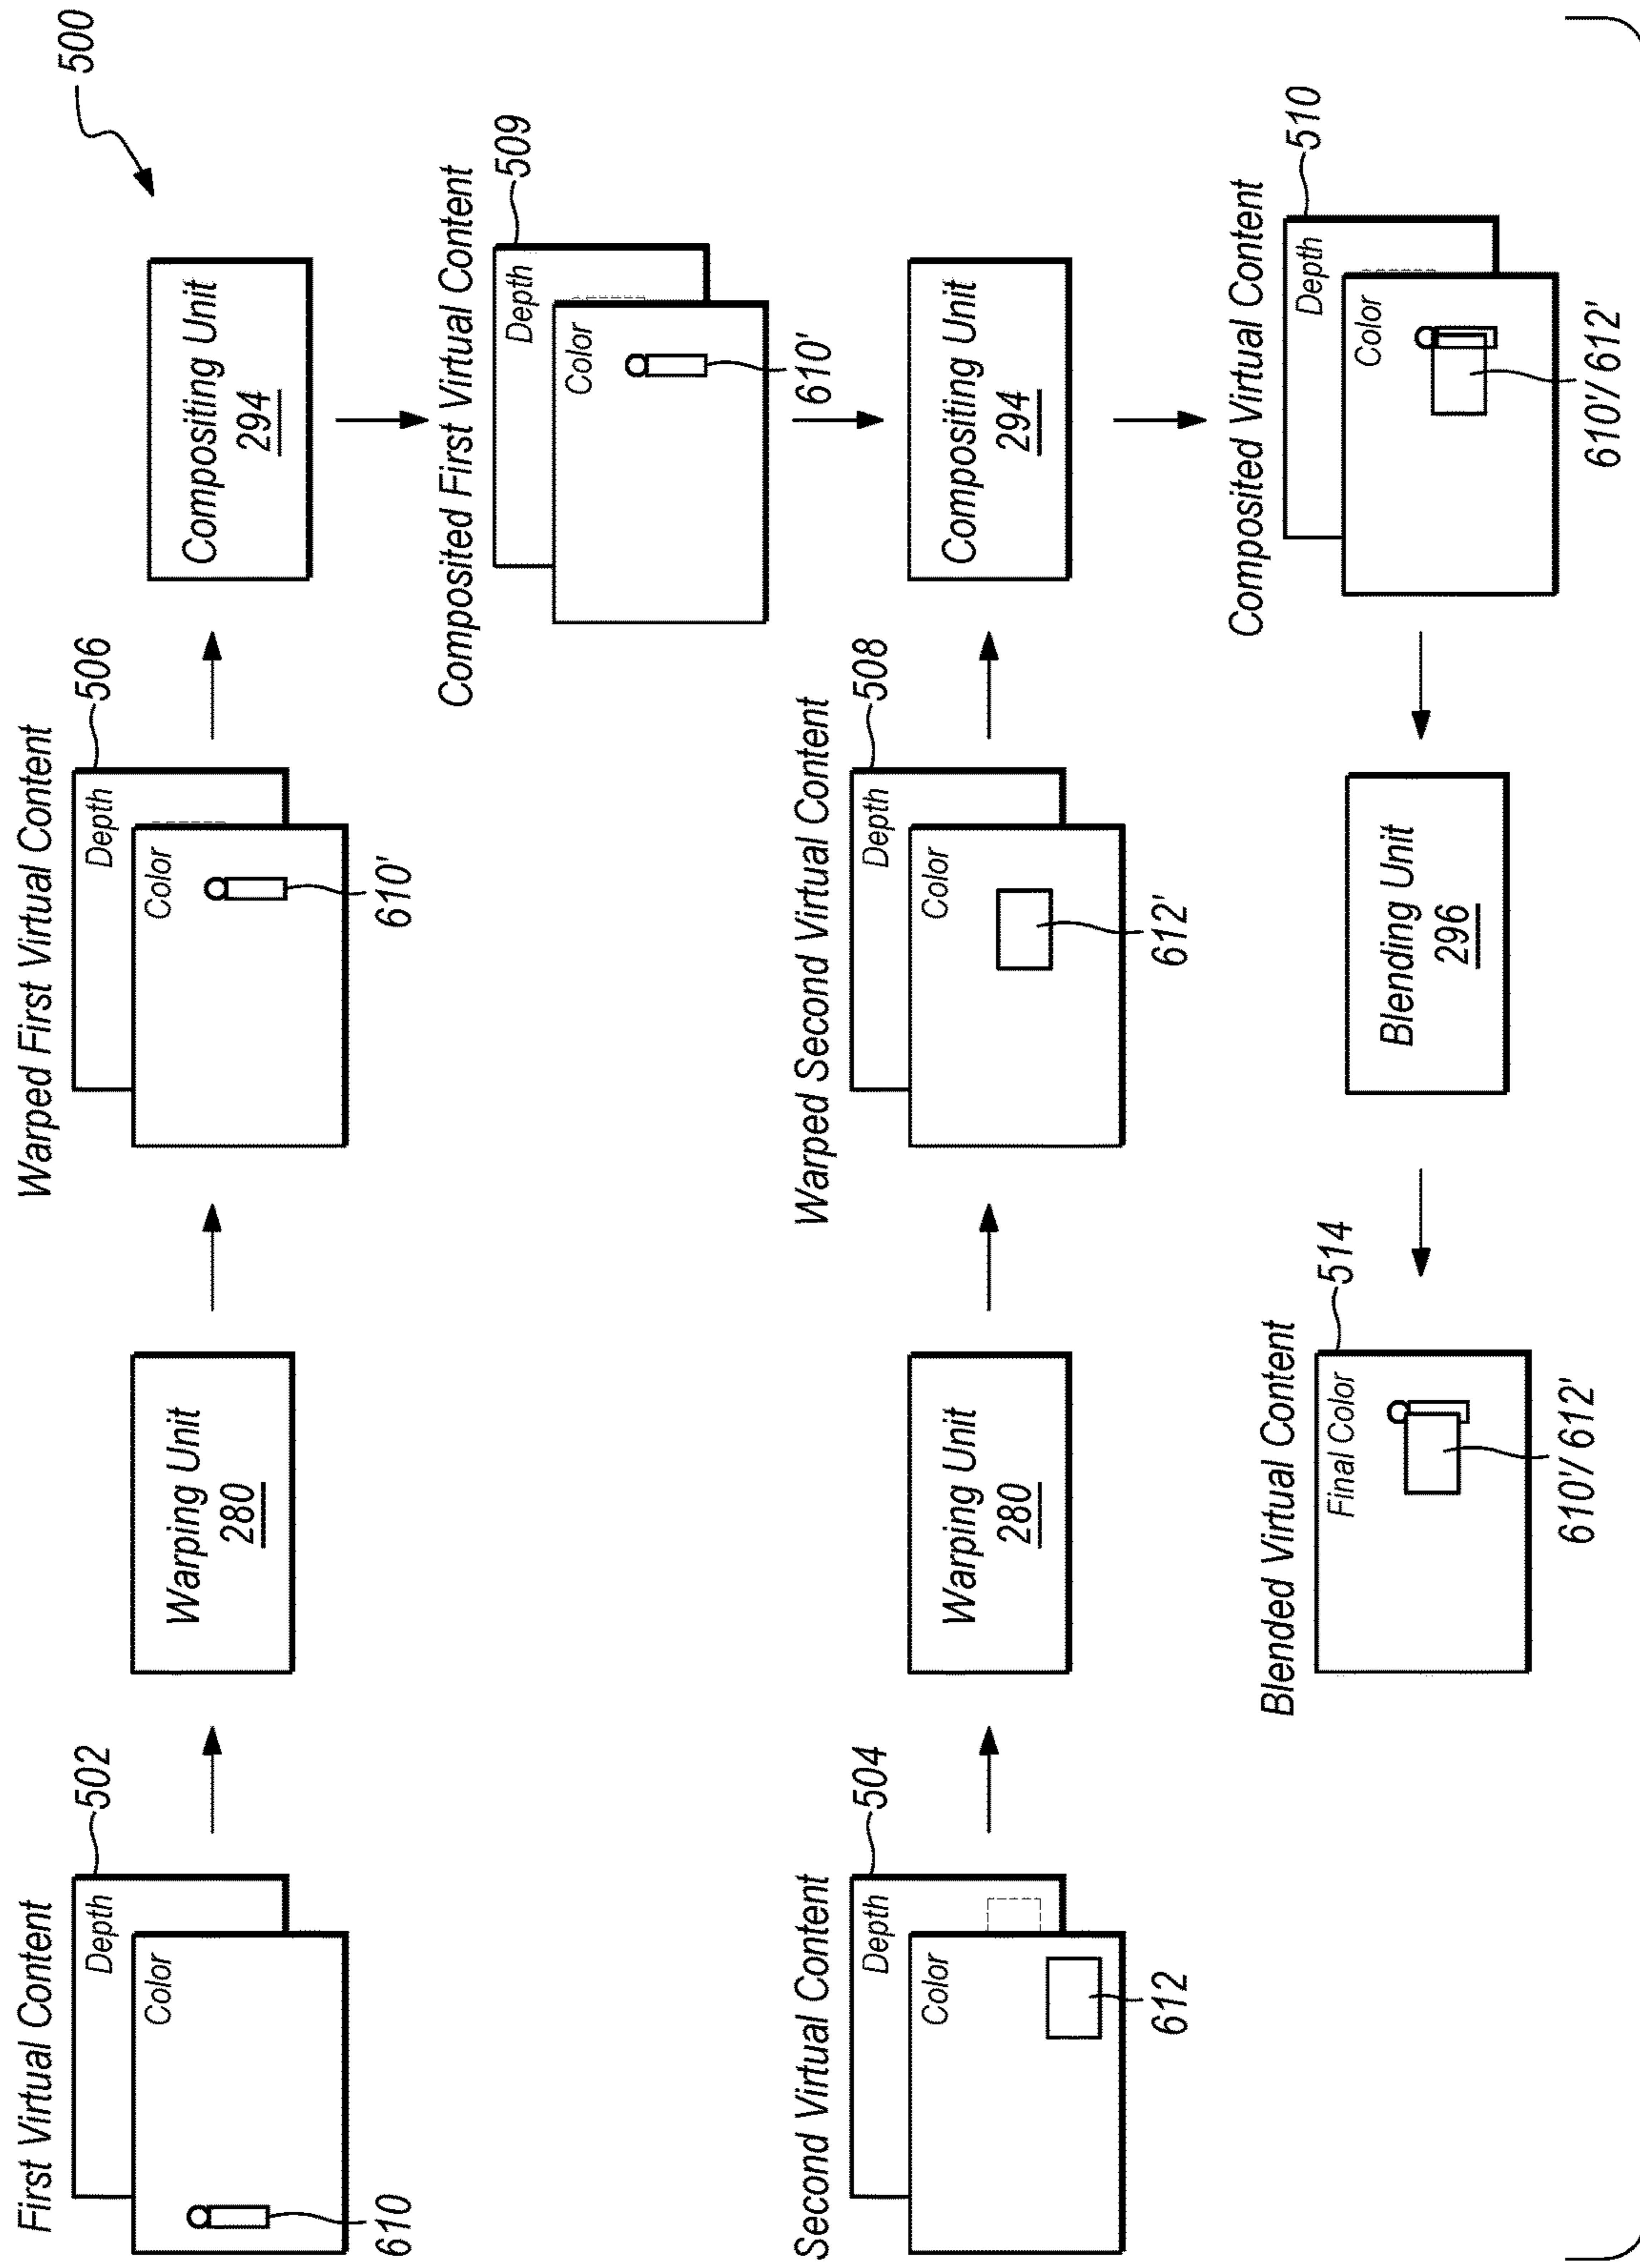 500
First Virtual Content
502
Depth
Color
610
Warping Unit
280
Warped First Virtual Content
506
Depth
Color
610'
Compositing Unit
294
Composited First Virtual Content
509
Depth
Color
610'
Second Virtual Content
504
Depth
Color
612
Warping Unit
280
Warped Second Virtual Content
508
Depth
Color
612'
Compositing Unit
294
Composited Virtual Content
510
Depth
Color
610'/ 612'
Blending Unit
296
Blended Virtual Content
514
Final Color
610'/ 612'